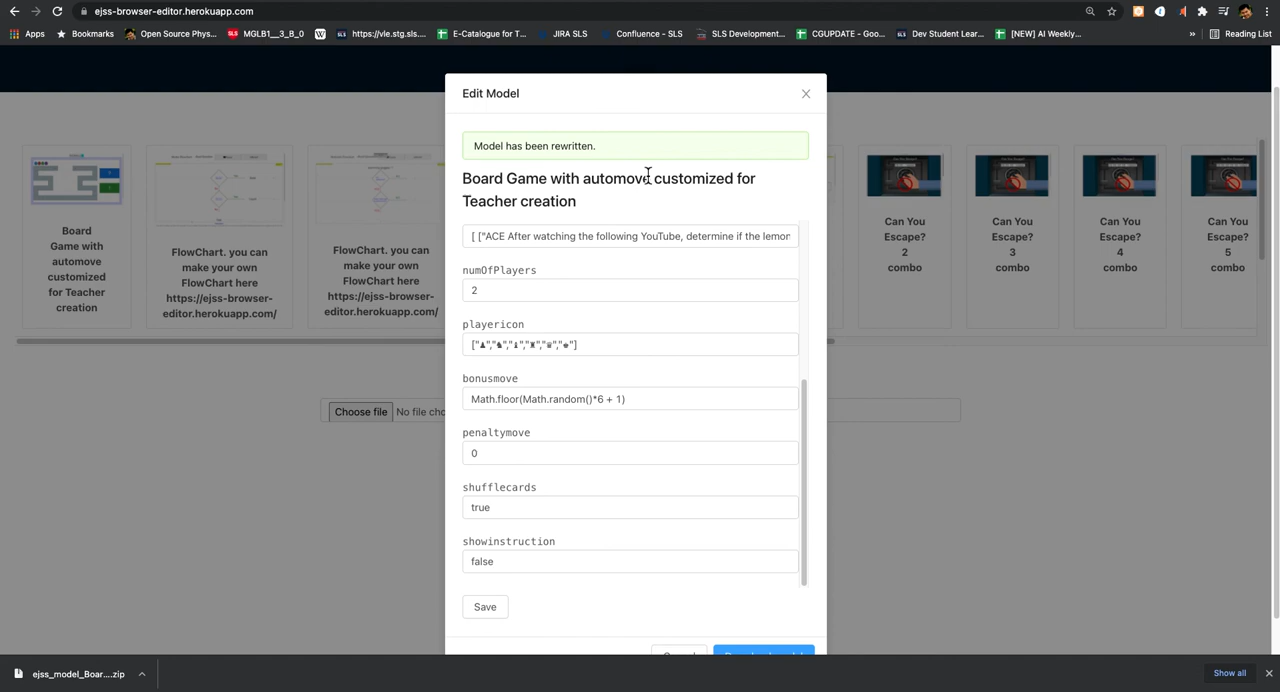 ejss-browser-editor.herokuapp.com
Apps
Bookmarks
Open Source Phys...
MGLB1__3_B_0
https://vle.stg.sls....
E-Catalogue for T...
JIRA SLS
Confluence - SLS
SLS Development...
CGUPDATE - Goo...
Dev Student Lear...
[NEW] AI Weekly...
»
Reading List
Edit Model
Model has been rewritten.
Board Game with automove customized for
Teacher creation
[ ["ACE After watching the following YouTube, determine if the lemor
numOfPlayers
2
playericon
["♟","♞","♝","♜","♛","♚"]
bonusmove
Math.floor(Math.random()*6 + 1)
penaltymove
0
shufflecards
true
showinstruction
false
Save
Board
Game with
automove
customized
for Teacher
creation
FlowChart. you can
make your own
FlowChart here
https://ejss-browser-
editor.herokuapp.com/
FlowChart. you can
make your own
FlowChart here
https://ejss-browser-
editor.herokuapp.com/
Can You
Escape?
2
combo
Can You
Escape?
3
combo
Can You
Escape?
4
combo
Can You
Escape?
5
combo
Choose file
No file cho
ejss_model_Boar....zip
Show all